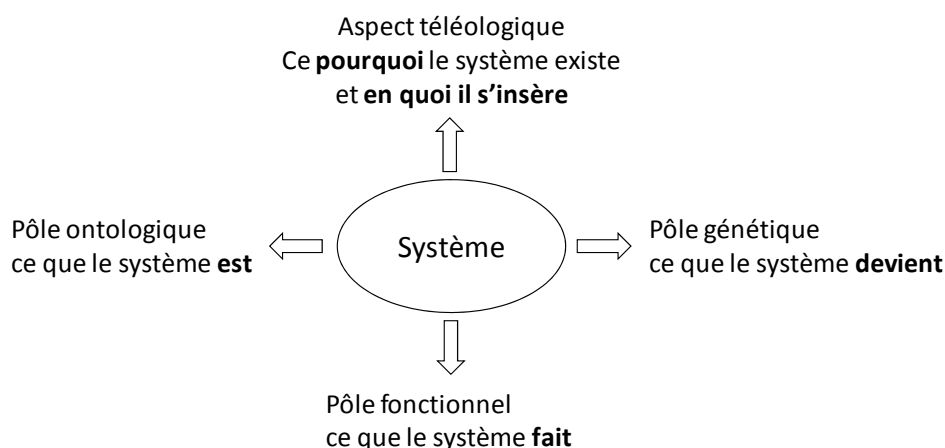 Aspect téléologique
Ce pourquoi le système existe
et en quoi il s'insère
Pôle ontologique
ce que le système est
Système
Pôle génétique
ce que le système devient
Pôle fonctionnel
ce que le système fait